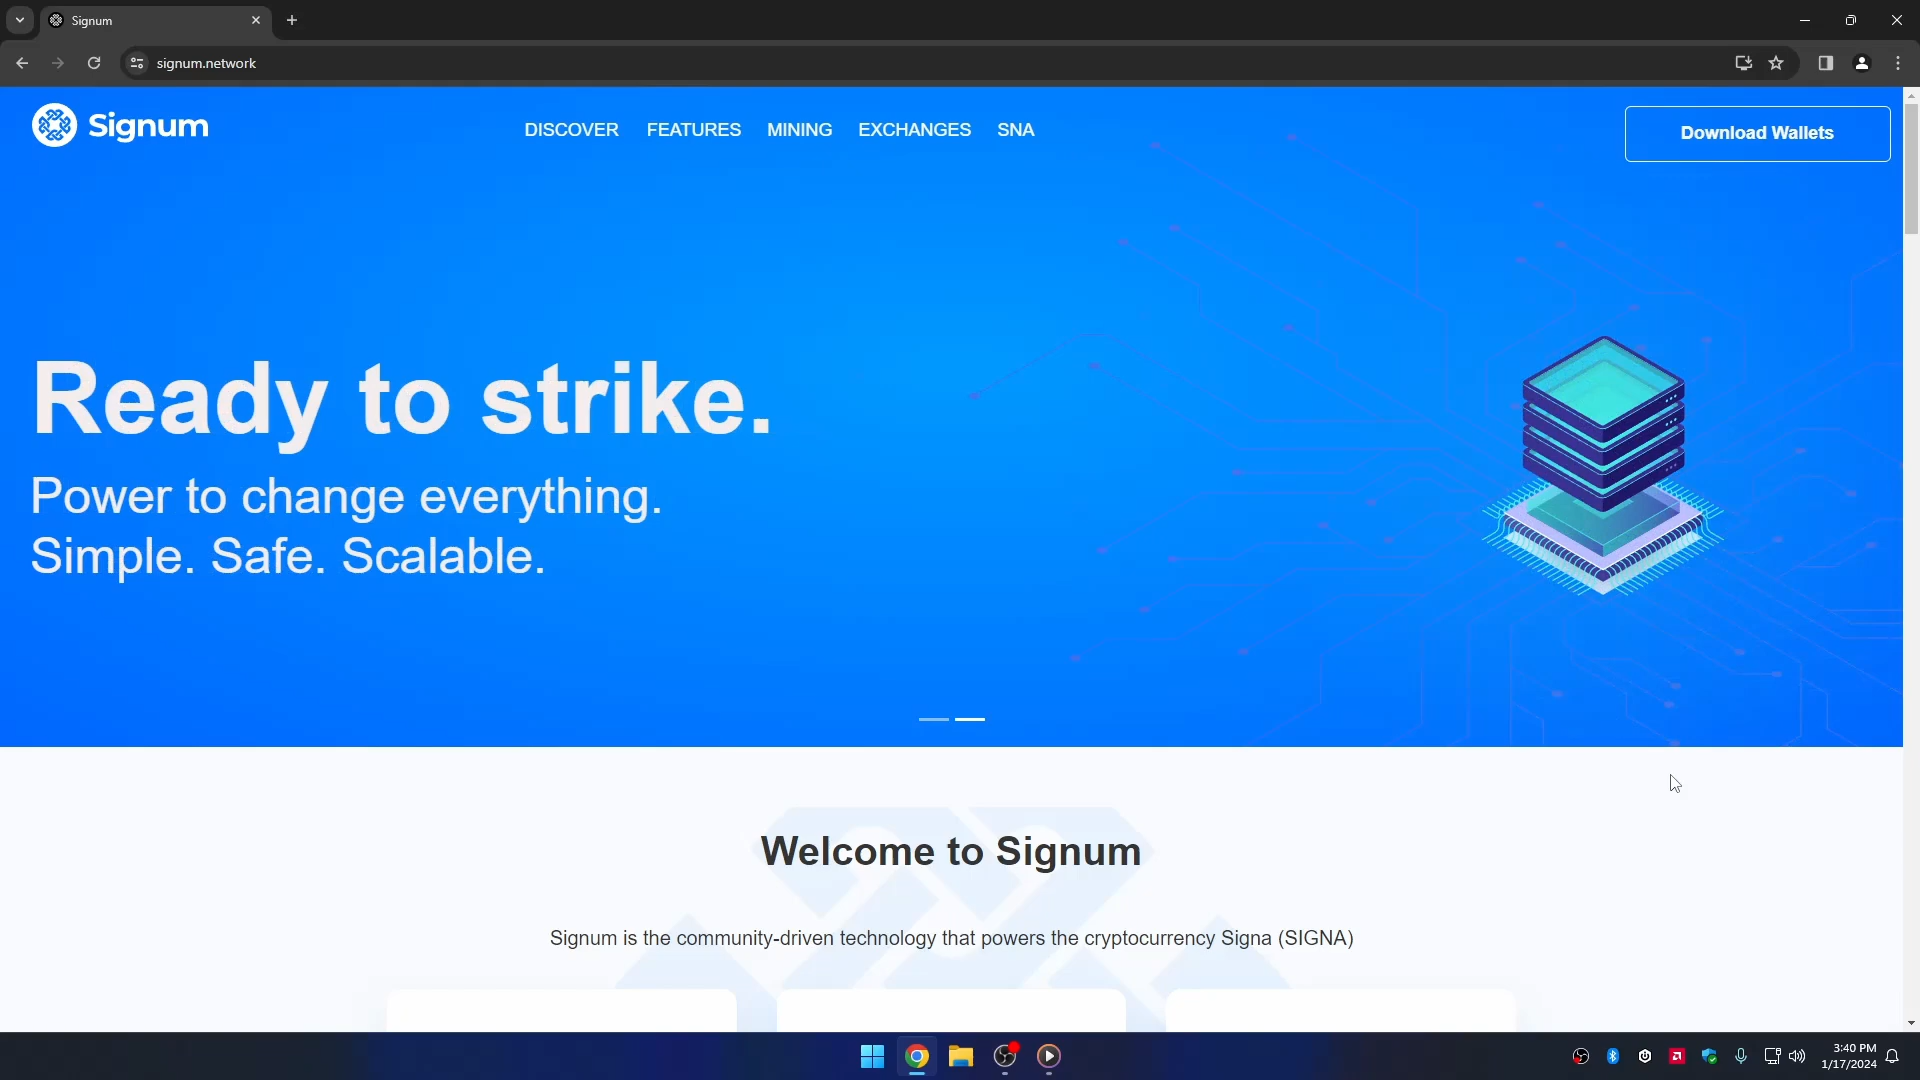 Signum
signum.network
Signum
DISCOVER FEATURES MINING EXCHANGES SNA
Download Wallets
Ready to strike.
Power to change everything.
Simple. Safe. Scalable.
Welcome to Signum
Signum is the community-driven technology that powers the cryptocurrency Signa (SIGNA)
3:40 PM
1/17/2024